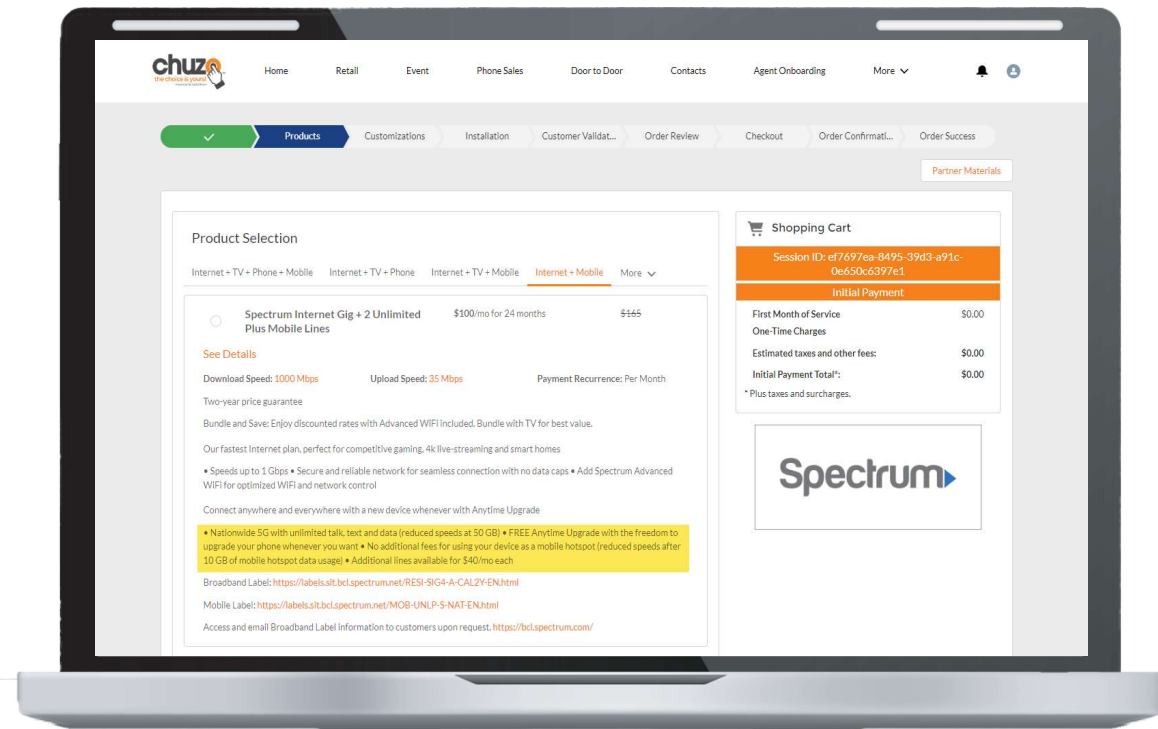 chuzo
the choice is yours!
Home Retail Event Phone Sales Door to Door Contacts Agent Onboarding More
Products Customizations Installation Customer Validat... Order Review Checkout Order Confirmati... Order Success
Partner Materials
Product Selection
Internet + TV + Phone + Mobile Internet + TV + Phone Internet + TV + Mobile Internet + Mobile More
Spectrum Internet Gig + 2 Unlimited $100/mo for 24 months $165
Plus Mobile Lines
See Details
Download Speed: 1000 Mbps Upload Speed: 35 Mbps Payment Recurrence: Per Month
Two-year price guarantee
Bundle and Save: Enjoy discounted rates with Advanced WiFi included. Bundle with TV for best value.
Our fastest Internet plan, perfect for competitive gaming, 4k live-streaming and smart homes
• Speeds up to 1 Gbps • Secure and reliable network for seamless connection with no data caps • Add Spectrum Advanced
WiFi for optimized WiFi and network control
Connect anywhere and everywhere with a new device whenever with Anytime Upgrade
• Nationwide 5G with unlimited talk, text and data (reduced speeds at 50 GB) • FREE Anytime Upgrade with the freedom to
upgrade your phone whenever you want • No additional fees for using your device as a mobile hotspot (reduced speeds after
10 GB of mobile hotspot data usage) • Additional lines available for $40/mo each
Broadband Label: https://labels.sit.bcl.spectrum.net/RESI-SIG4-A-CAL2Y-EN.html
Mobile Label: https://labels.sit.bcl.spectrum.net/MOB-UNLP-S-NAT-EN.html
Access and email Broadband Label Information to customers upon request. https://bcl.spectrum.com/
Shopping Cart
Session ID: ef7697ea-8495-39d3-a91c-
0e650c6397e1
Initial Payment
First Month of Service $0.00
One-Time Charges
Estimated taxes and other fees: $0.00
Initial Payment Total*: $0.00
* Plus taxes and surcharges.
Spectrum